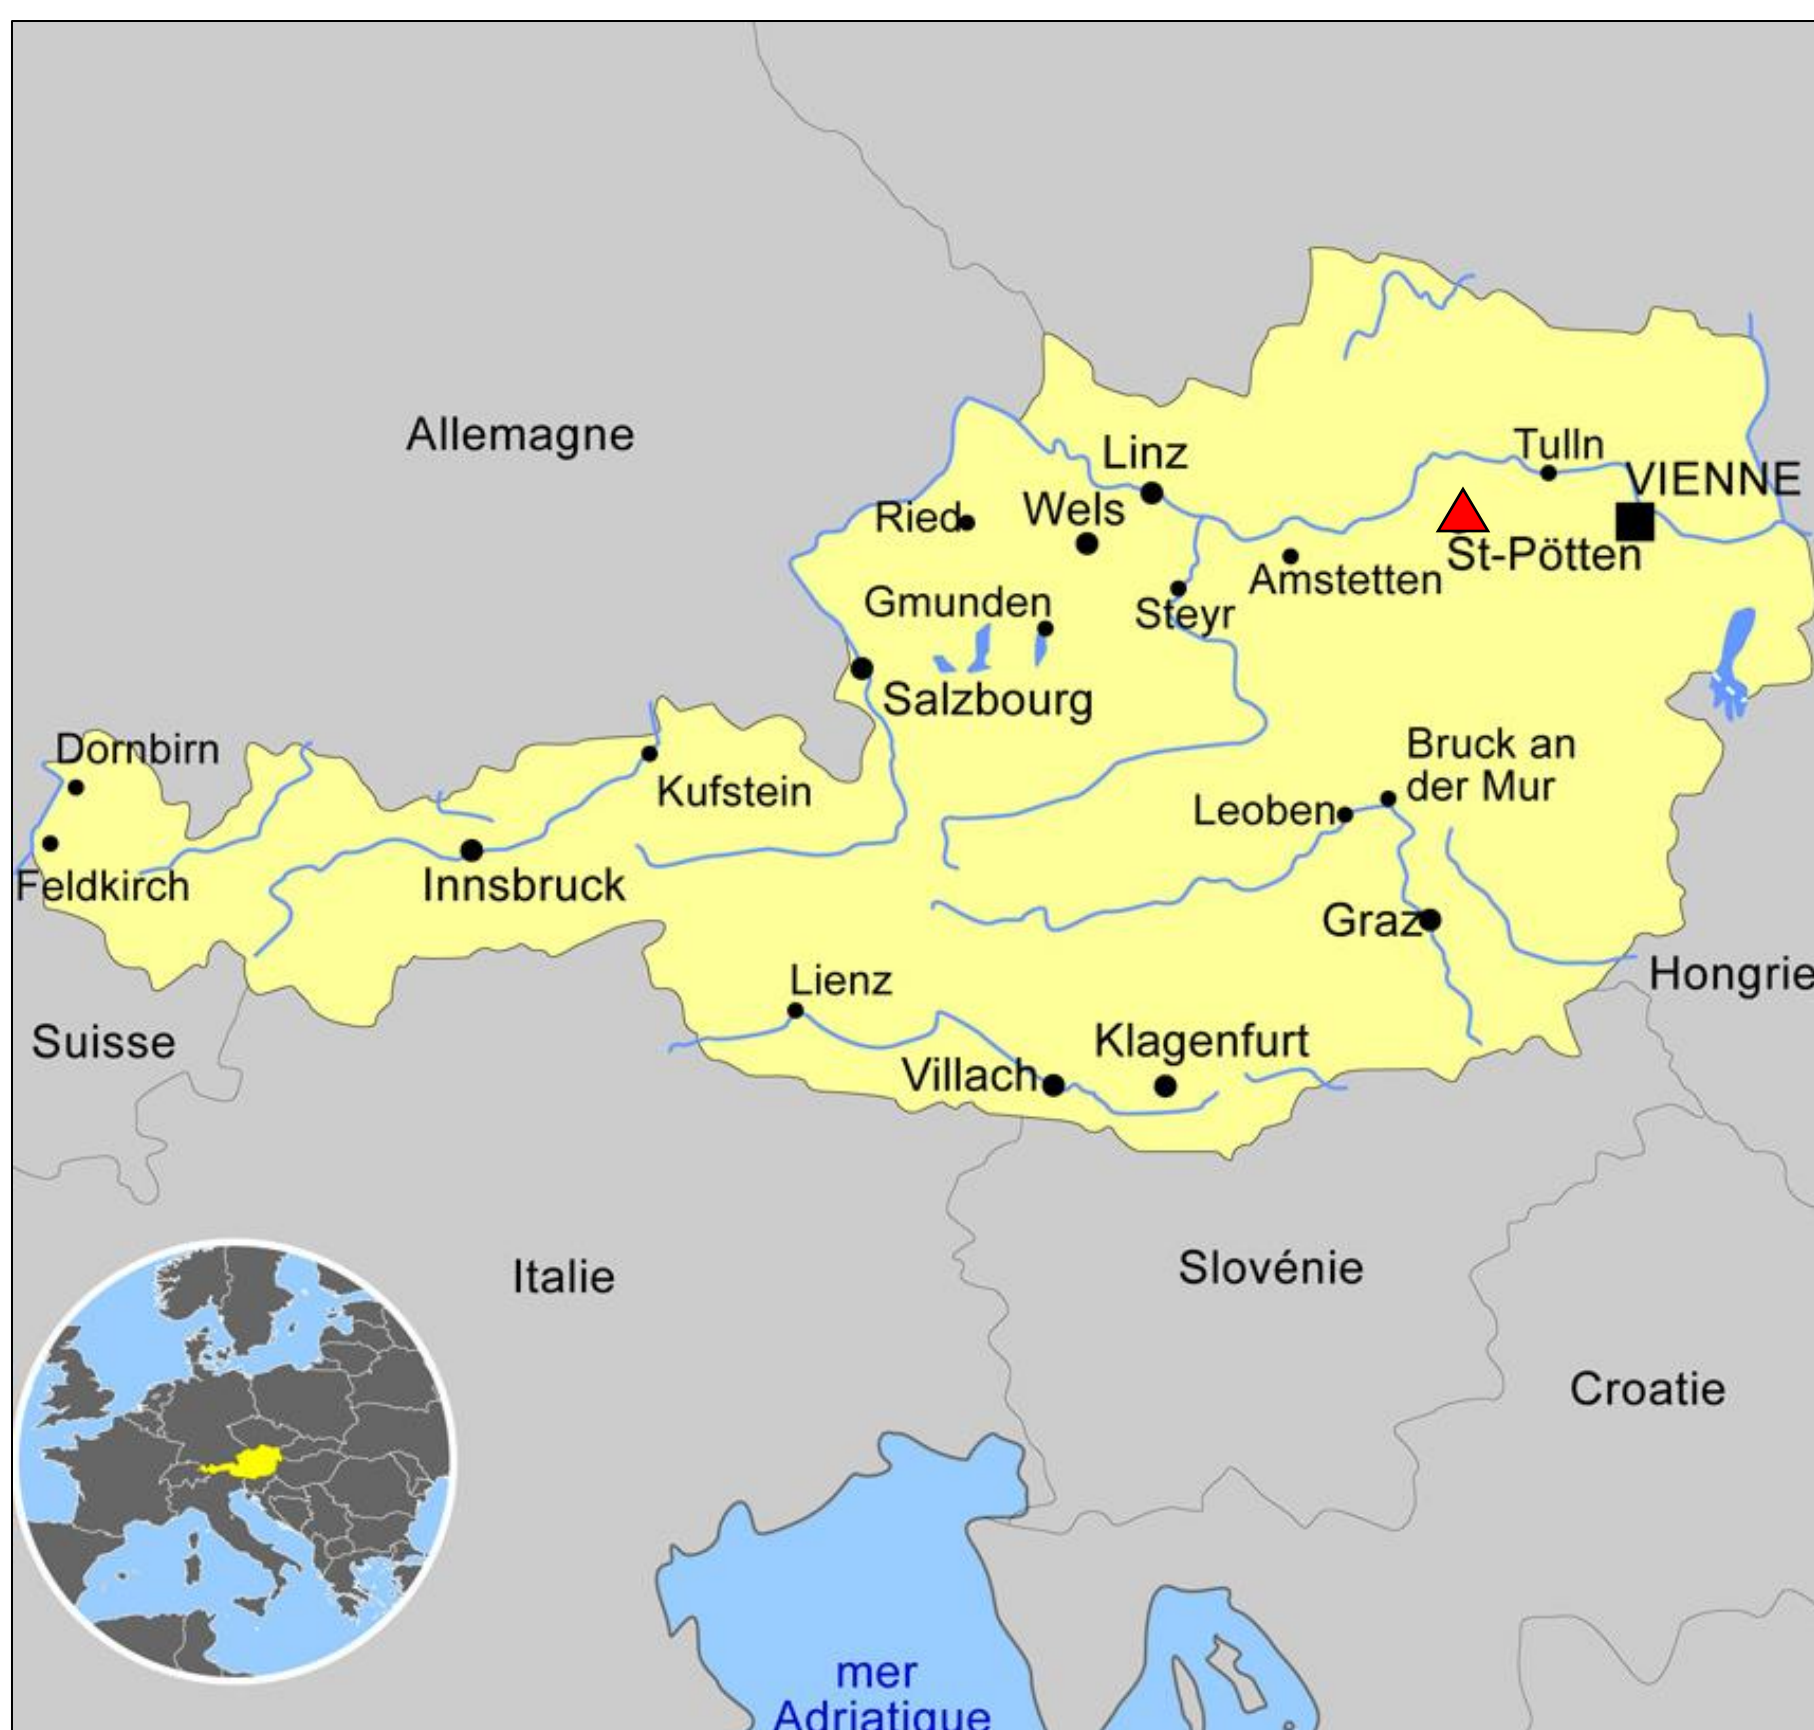 Allemagne
Tulln
Linz
VIENNE
Ried
Wels
St-Pötten
Amstetten
Gmunden
Steyr
Salzbourg
Dornbirn
Kufstein
Bruck an
der Mur
Leoben
Feldkirch
Innsbruck
Graz
Lienz
Hongrie
Suisse
Klagenfurt
Villach
Italie
Slovénie
Croatie
mer
Adriatique